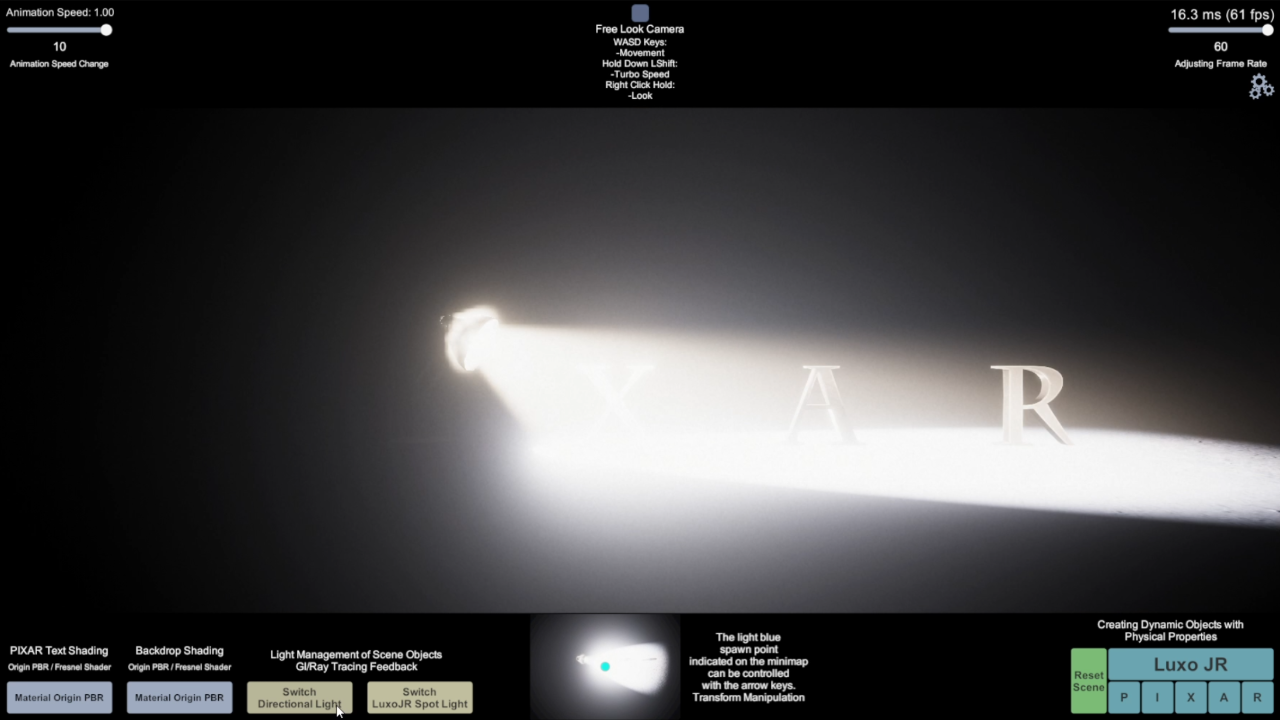 Animation Speed: 1.00
10
Animation Speed Change
Free Look Camera
WASD Keys:
-Movement
Hold Down LShift:
-Turbo Speed
Right Click Hold:
-Look
16.3 ms (61 fps)
60
Adjusting Frame Rate
X A R
PIXAR Text Shading
Origin PBR / Fresnel Shader
Material Origin PBR
Backdrop Shading
Origin PBR / Fresnel Shader
Material Origin PBR
Light Management of Scene Objects
GI/Ray Tracing Feedback
Switch
Directional Light
Switch
LuxoJR Spot Light
The light blue
spawn point
indicated on the minimap
can be controlled
with the arrow keys.
Transform Manipulation
Creating Dynamic Objects with
Physical Properties
Reset
Scene
Luxo JR
P I X A R